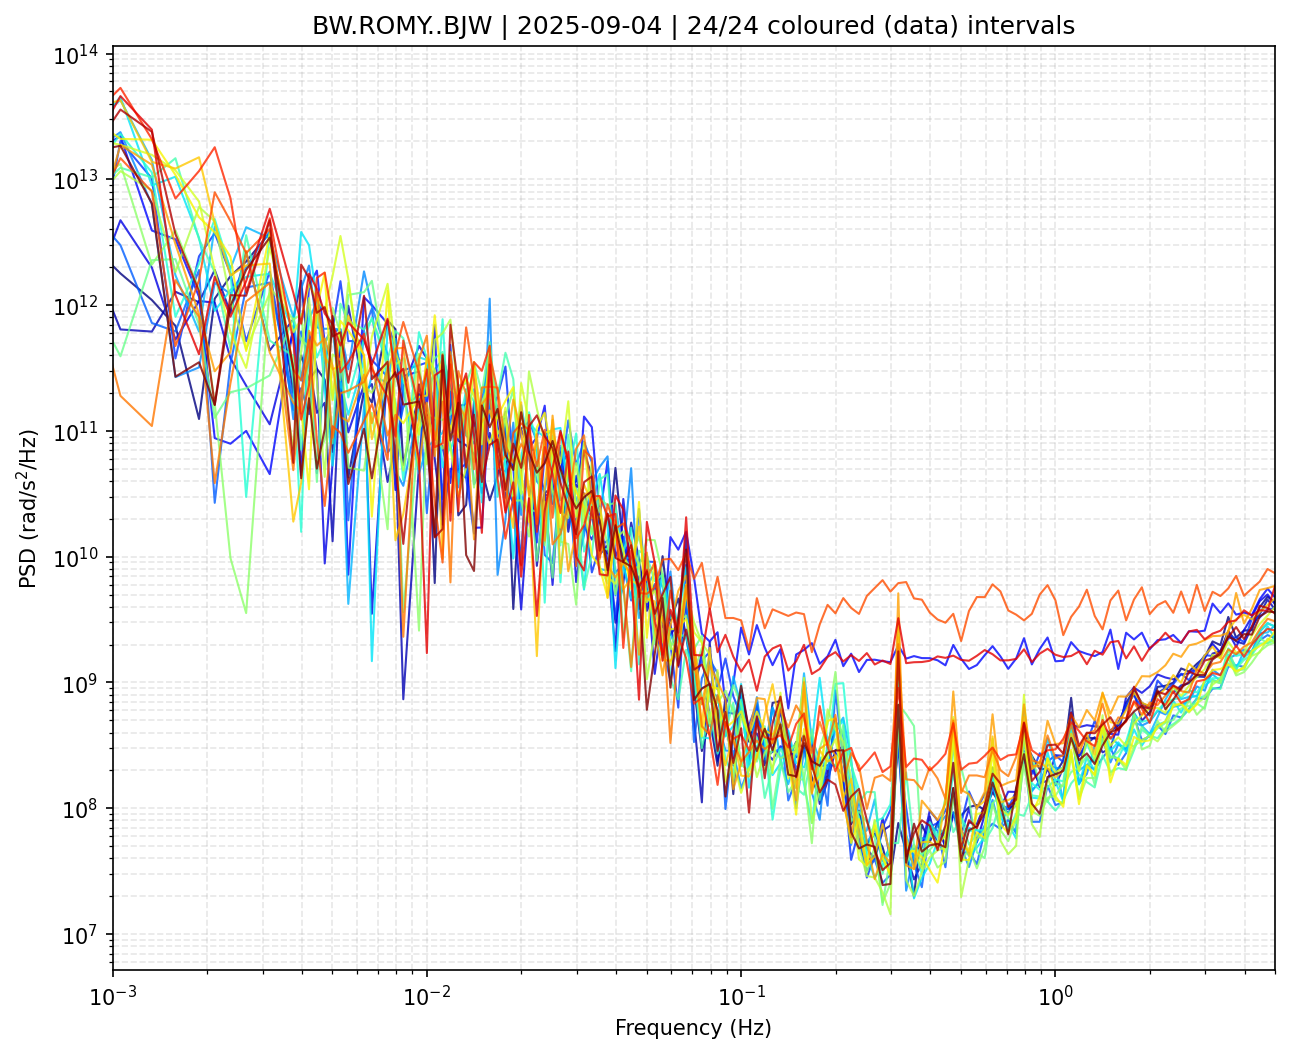 BW.ROMY..BJW | 2025-09-04 | 24/24 coloured (data) intervals
PSD (rad/s²/Hz)
10¹⁴
10¹³
10¹²
10¹¹
10¹⁰
10⁹
10⁸
10⁷
10⁻³ 10⁻² 10⁻¹ 10⁰
Frequency (Hz)